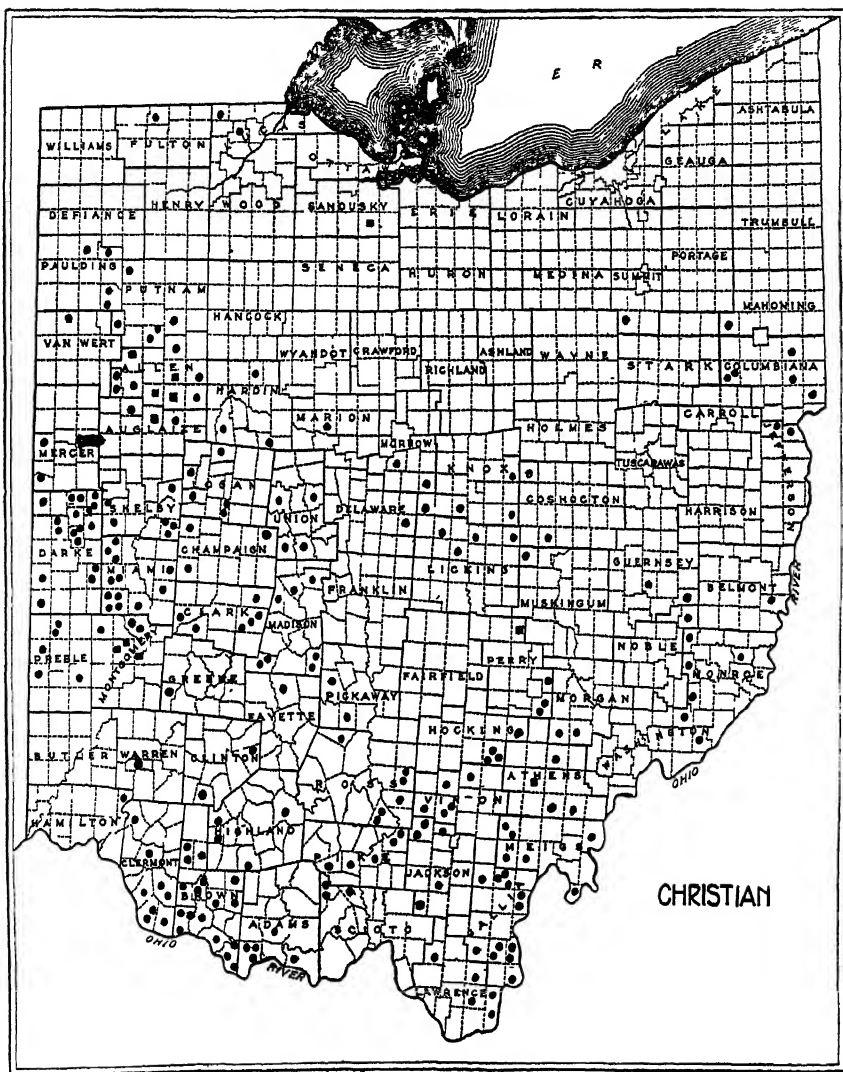 L A K E E R I E
ASHTABULA
WILLIAMS FULTON LUCAS
OTTAWA GEAUGA
HENRY WOOD SANDUSKY CUYAHOGA
DEFIANCE ERIE LORAIN TRUMBULL
PAULDING SENECA HURON MEDINA SUMMIT PORTAGE
PUTNAM
HANCOCK MAHONING
VAN WERT WYANDOT CRAWFORD ASHLAND WAYNE STARK COLUMBIANA
ALLEN RICHLAND
HARDIN
AUGLAIZE MARION HOLMES CARROLL
MERCER MORROW
KNOX TUSCARAWAS JEFFERSON
LOGAN
SHELBY UNION DELAWARE COSHOCTON HARRISON
DARKE CHAMPAIGN
MIAMI LICKING GUERNSEY BELMONT
FRANKLIN MUSKINGUM
CLARK MADISON
RIVER
PREBLE MONTGOMERY PERRY NOBLE
GREENE FAIRFIELD MONROE
PICKAWAY MORGAN
FAYETTE HOCKING WASHINGTON
BUTLER WARREN CLINTON
ROSS ATHENS OHIO
VINTON
HAMILTON HIGHLAND MEIGS
CLERMONT PIKE
JACKSON
BROWN GALLIA
CHRISTIAN
ADAMS SCIOTO
OHIO RIVER
LAWRENCE